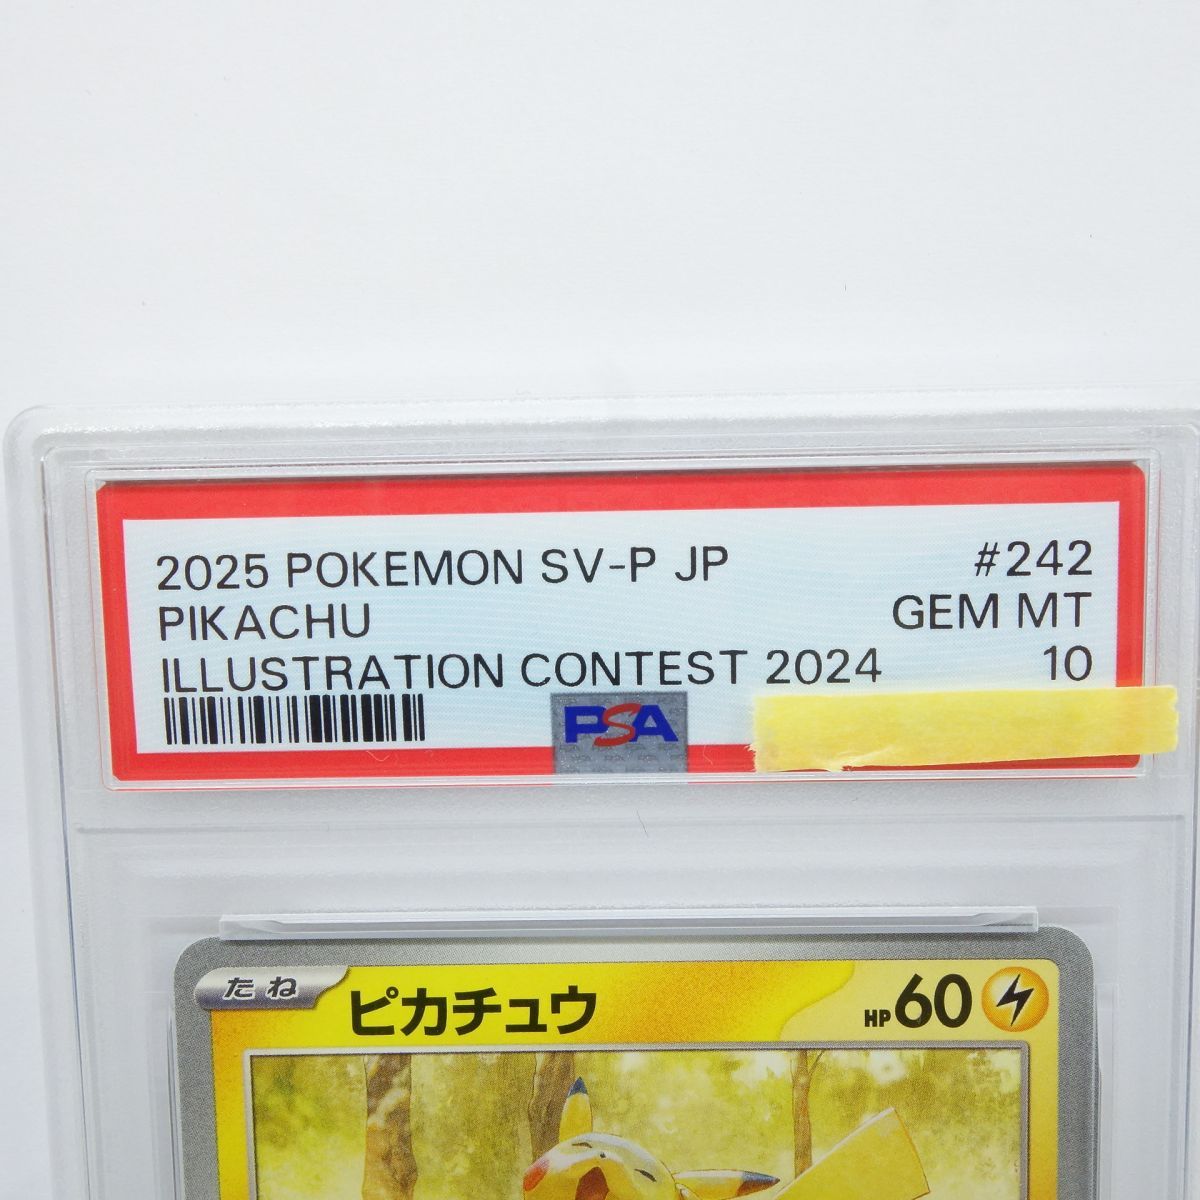 2025 POKEMON SV-P JP #242
PIKACHU GEM MT
ILLUSTRATION CONTEST 2024 10
PSA
たね ピカチュウ HP60